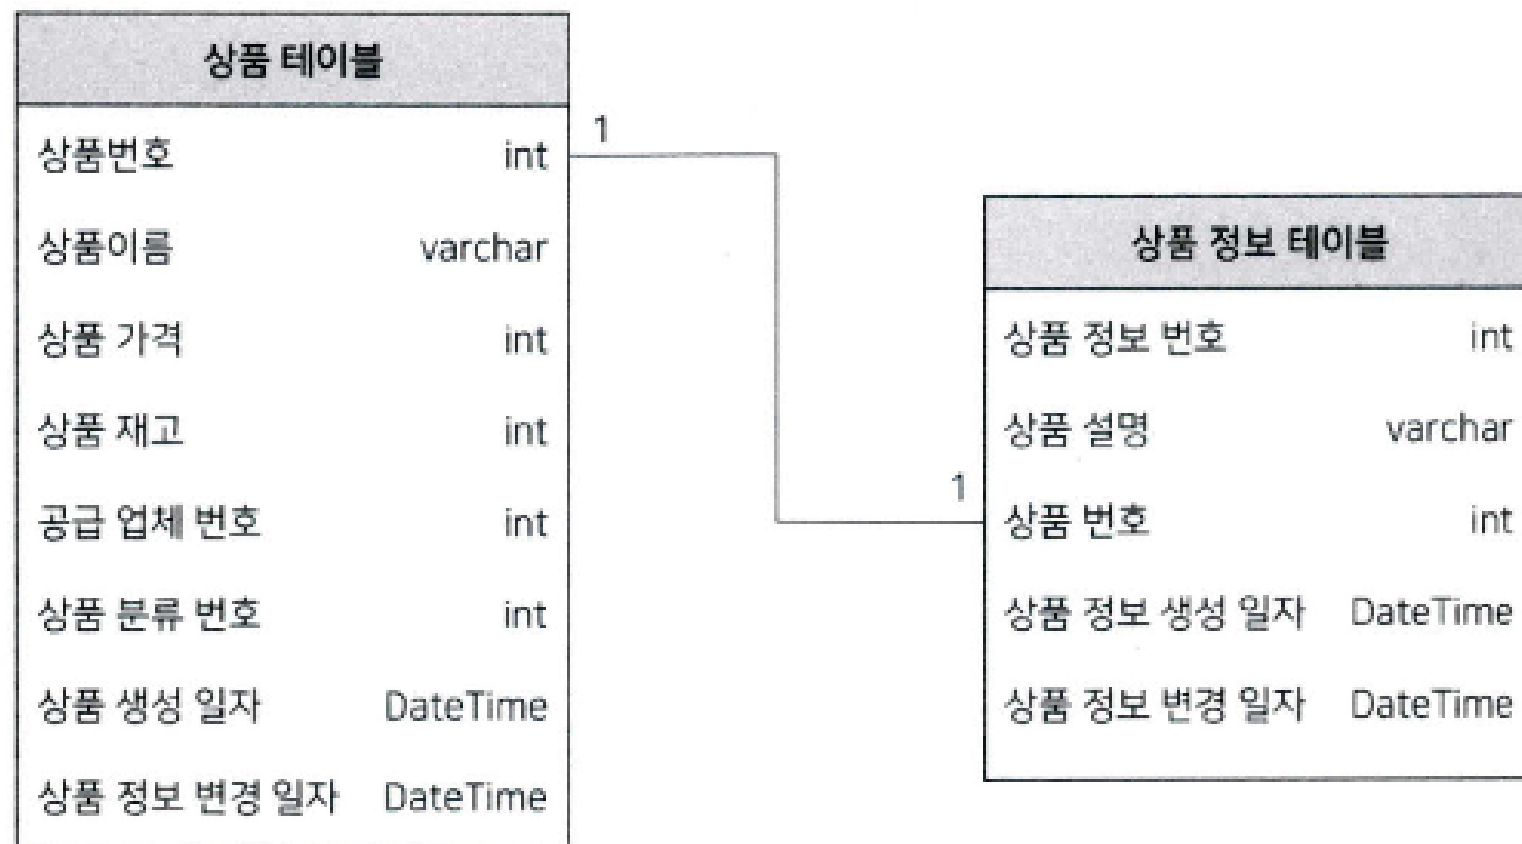 상품 테이블
상품번호 int
상품이름 varchar
상품 가격 int
상품 재고 int
공급 업체 번호 int
상품 분류 번호 int
상품 생성 일자 DateTime
상품 정보 변경 일자 DateTime
1
1
상품 정보 테이블
상품 정보 번호 int
상품 설명 varchar
상품 번호 int
상품 정보 생성 일자 DateTime
상품 정보 변경 일자 DateTime